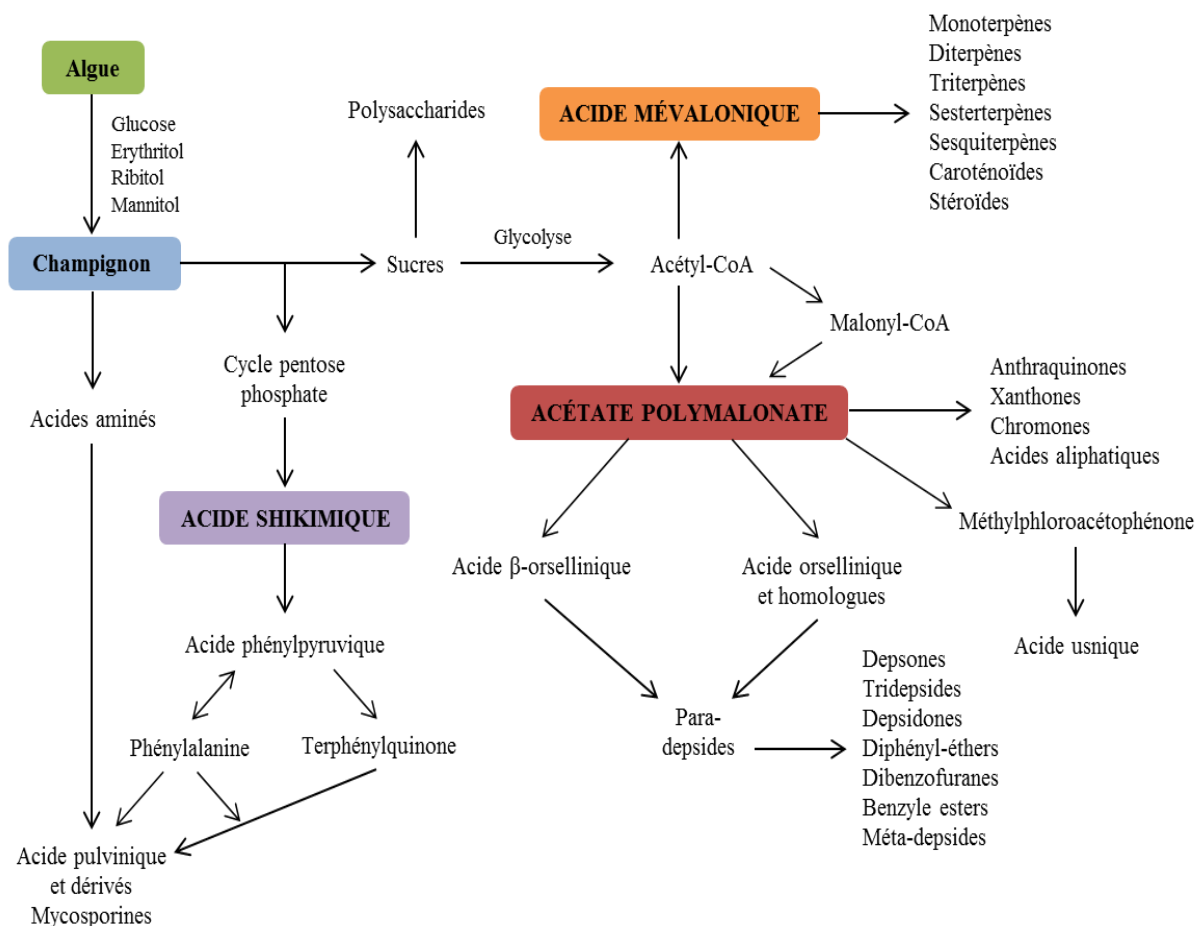 Algue
Glucose
Erythritol
Ribitol
Mannitol
Champignon
Polysaccharides
Sucres
Glycolyse
Acétyl-CoA
ACIDE MÉVALONIQUE
Monoterpènes
Diterpènes
Triterpènes
Sesterterpènes
Sesquiterpènes
Caroténoïdes
Stéroïdes
Malonyl-CoA
Acides aminés
Cycle pentose
phosphate
ACÉTATE POLYMALONATE
Anthraquinones
Xanthones
Chromones
Acides aliphatiques
ACIDE SHIKIMIQUE
Méthylphloroacétophénone
Acide β-orsellinique
Acide orsellinique
et homologues
Acide usnique
Acide phénylpyruvique
Phénylalanine
Terphénylquinone
Para-
depsides
Depsones
Tridepsides
Depsidones
Diphényl-éthers
Dibenzofuranes
Benzyle esters
Méta-depsides
Acide pulvinique
et dérivés
Mycosporines